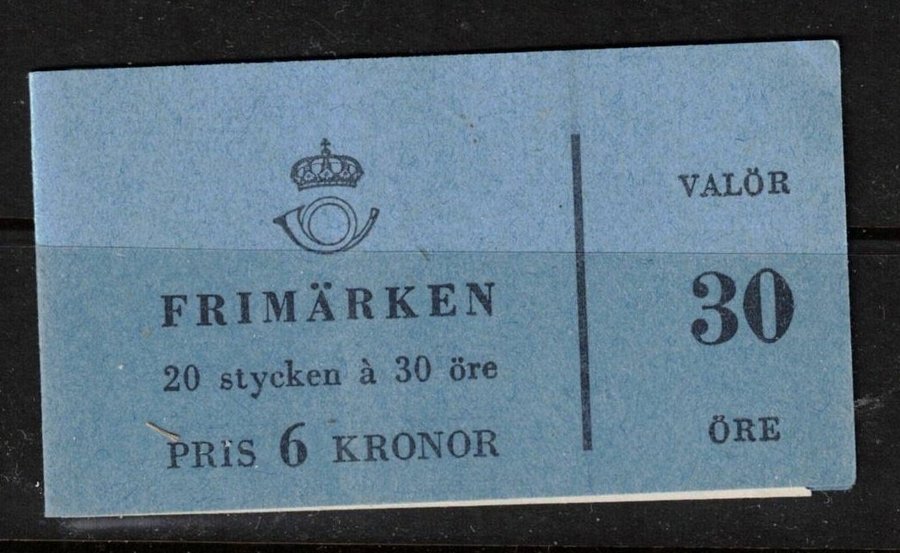 FRIMÄRKEN
20 stycken à 30 öre
PRIS 6 KRONOR
VALÖR
30
ÖRE